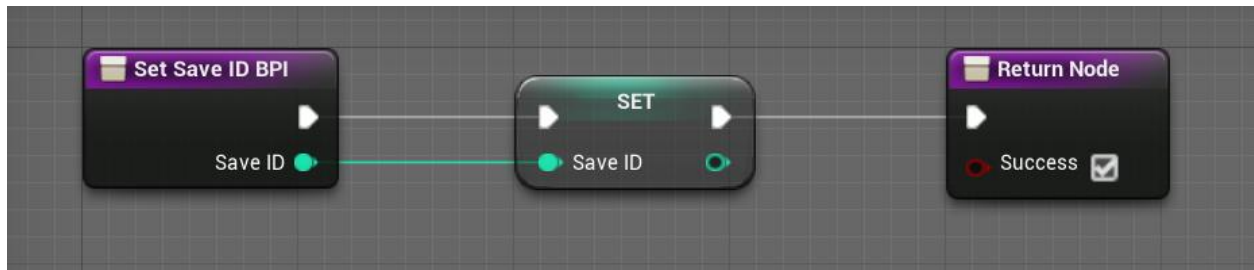 Set Save ID BPI
Save ID
SET
Save ID
Return Node
Success